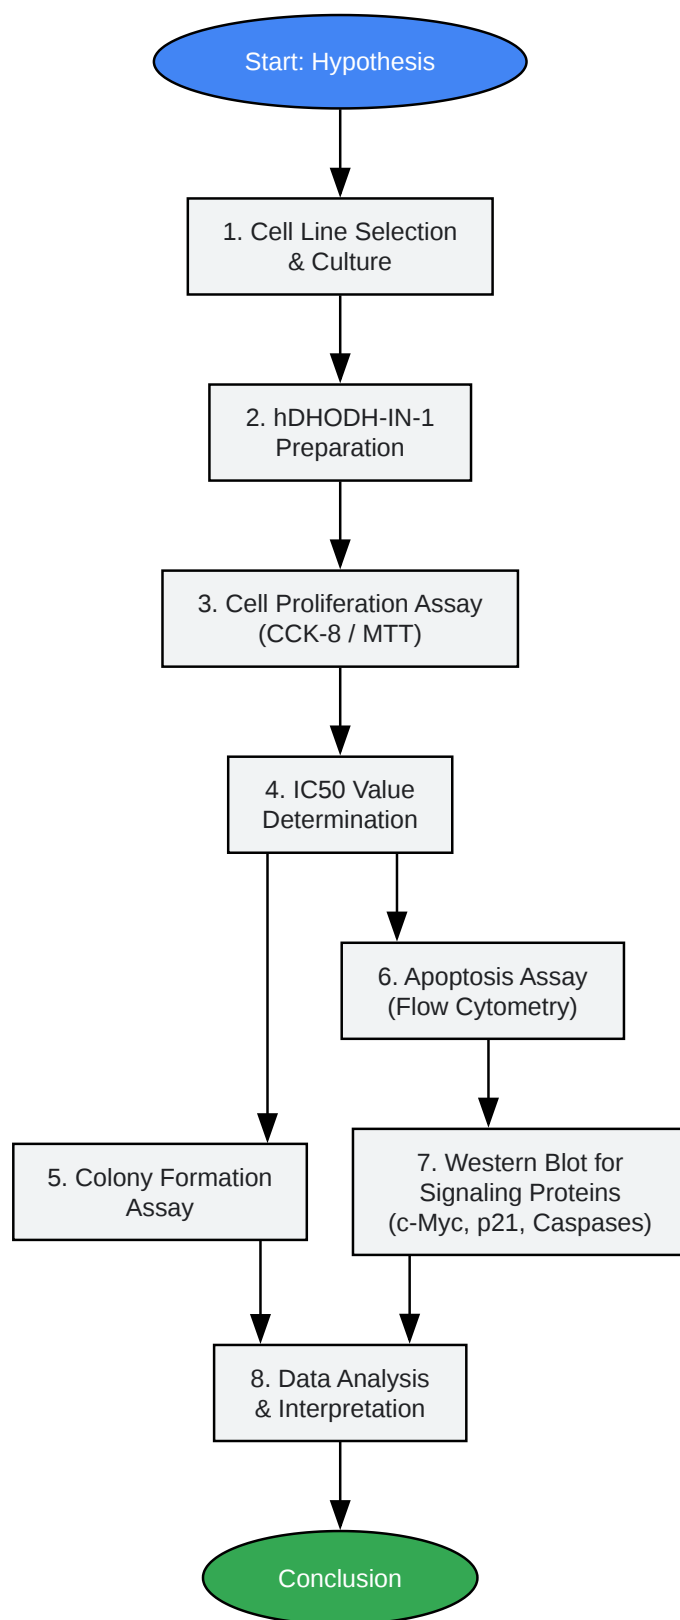 Start: Hypothesis
1. Cell Line Selection
& Culture
2. hDHODH-IN-1
Preparation
3. Cell Proliferation Assay
(CCK-8 / MTT)
4. IC50 Value
Determination
6. Apoptosis Assay
(Flow Cytometry)
5. Colony Formation
Assay
7. Western Blot for
Signaling Proteins
(c-Myc, p21, Caspases)
8. Data Analysis
& Interpretation
Conclusion